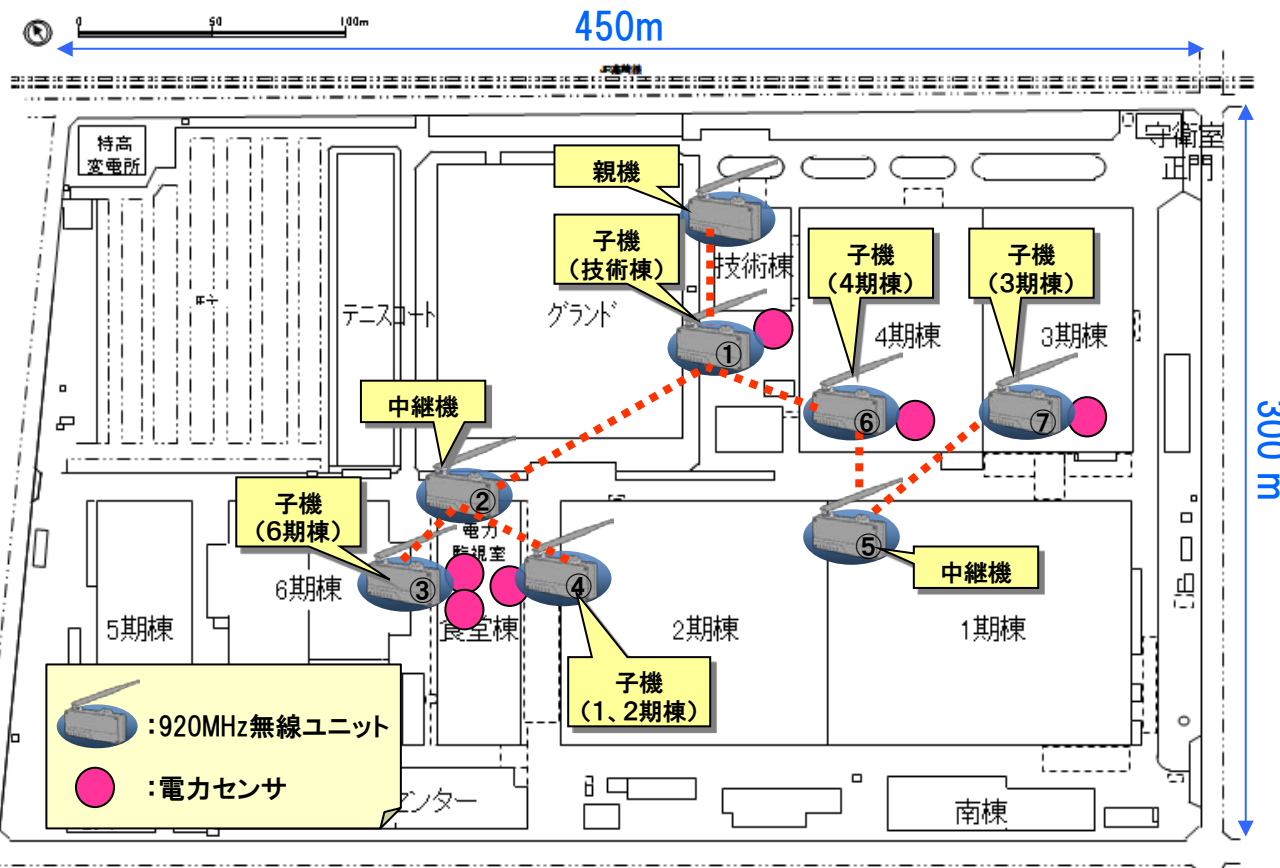 0 50 100m
450m
JR高崎線
特高
変電所
守衛室
正門
親機
子機
(技術棟)
技術棟
子機
(4期棟)
子機
(3期棟)
テニスコート
グランド
4期棟
3期棟
①
⑥
⑦
300m
中継機
②
子機
(6期棟)
電力
監視室
⑤
中継機
③
④
6期棟
5期棟
食堂棟
2期棟
1期棟
子機
(1、2期棟)
:920MHz無線ユニット
:電力センサ
ンター
南棟